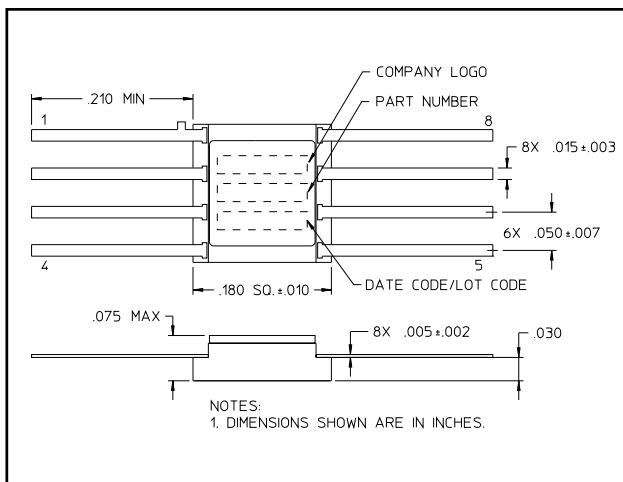 COMPANY LOGO
.210 MIN
PART NUMBER
1
8
8X .015±.003
6X .050±.007
4
5
.180 SQ.±.010
DATE CODE/LOT CODE
.075 MAX
8X .005±.002
.030
NOTES:
1. DIMENSIONS SHOWN ARE IN INCHES.